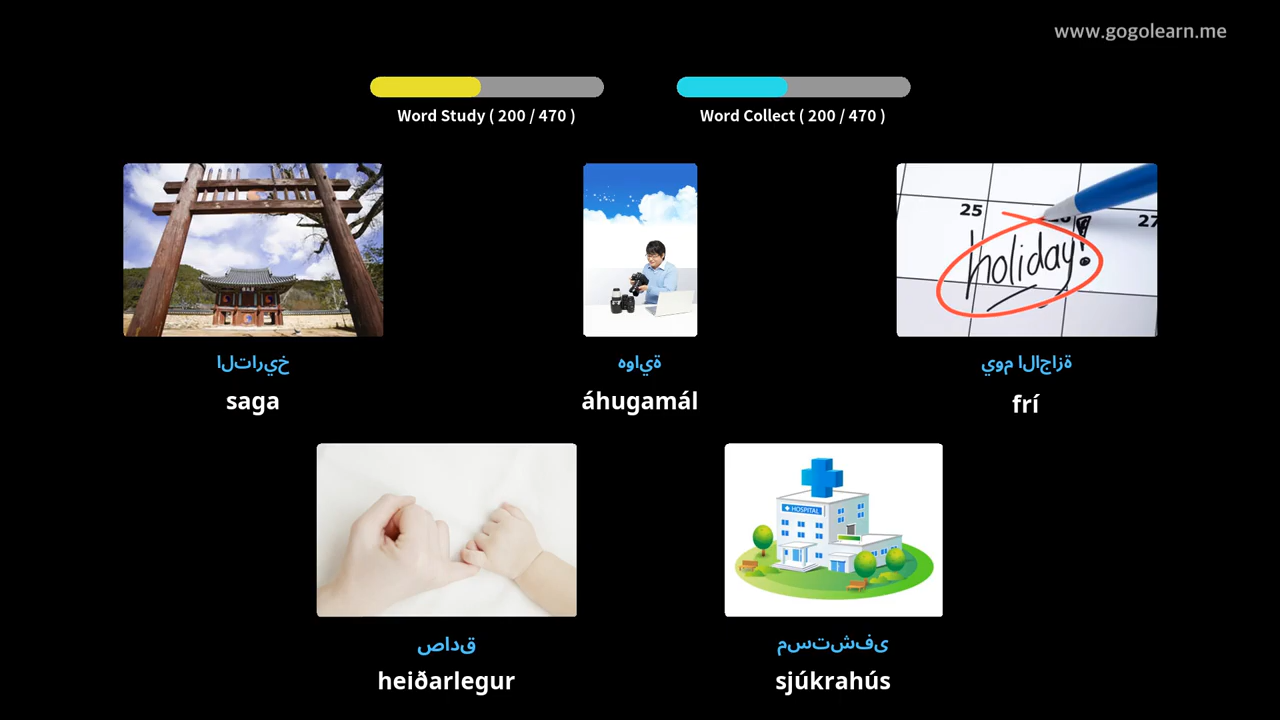 www.gogolearn.me
Word Study ( 200 / 470 )
Word Collect ( 200 / 470 )
25
27
holiday!
التاريخ
هواية
يوم الاجازة
saga
áhugamál
frí
HOSPITAL
صادق
مستشفى
heiðarlegur
sjúkrahús